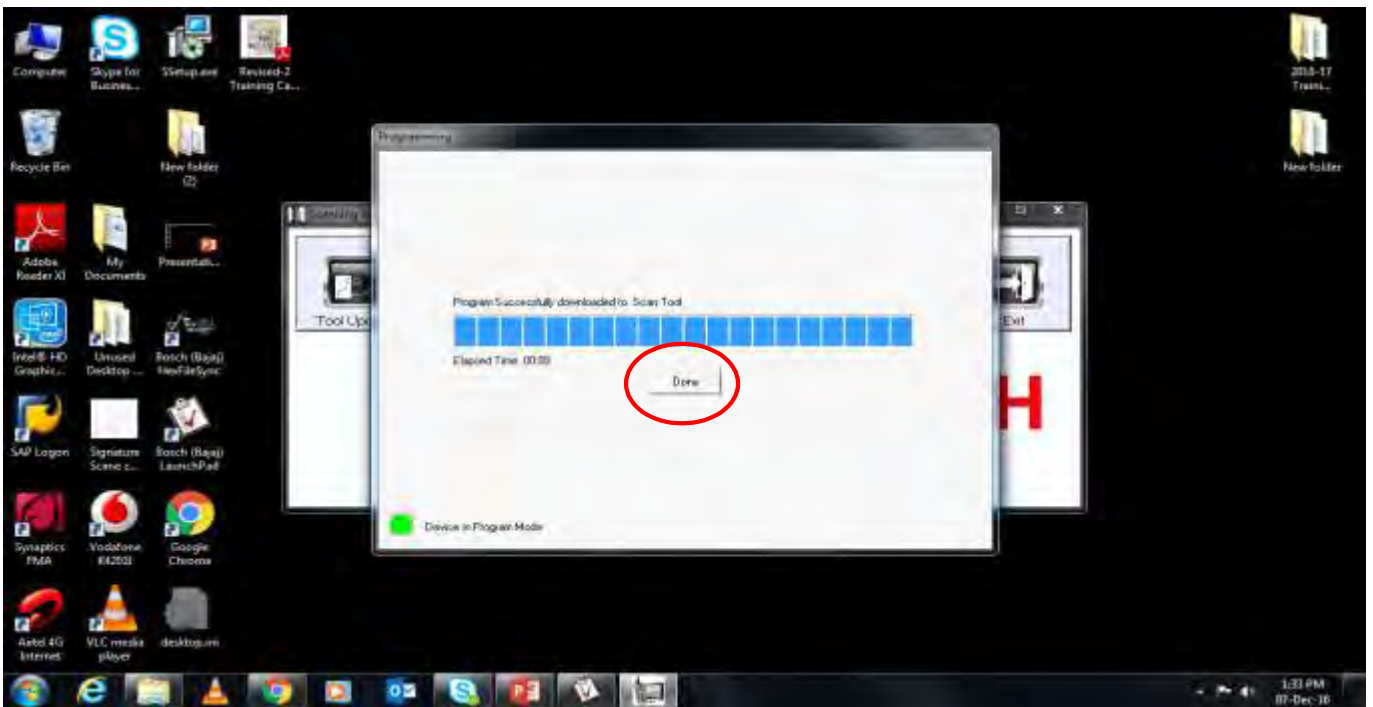 Computer
Skype for
Busines...
SSetup.exe
Revised-2
Training Ca...
2016-17
Traini...
Recycle Bin
New folder
(2)
New folder
Programming
Adobe
Reader XI
My
Documents
Presentati...
Program Successfully downloaded to Scan Tool
Elapsed Time 00:00
Done
Tool Up
Exit
H
Intel® HD
Graphic...
Unused
Desktop ...
Bosch (Bajaj)
HexFileSync
SAP Logon
Signature
Scene c...
Bosch (Bajaj)
LaunchPad
Device in Program Mode
Synaptics
PMA
Vodafone
K4201i
Google
Chrome
Airtel 4G
Internet
VLC media
player
desktop.ini
1:33 PM
07-Dec-16